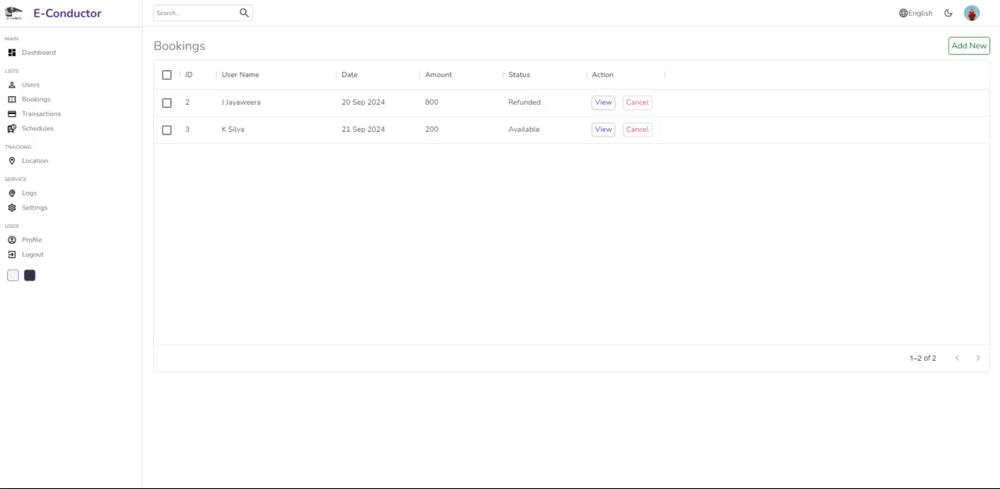 E-Conductor
Search...
English
MAIN
Dashboard
LISTS
Users
Bookings
Transactions
Schedules
TRACKING
Location
SERVICE
Logs
Settings
USER
Profile
Logout
Bookings
Add New
ID User Name Date Amount Status Action
2 J Jayaweera 20 Sep 2024 800 Refunded View Cancel
3 K Silva 21 Sep 2024 200 Available View Cancel
1–2 of 2